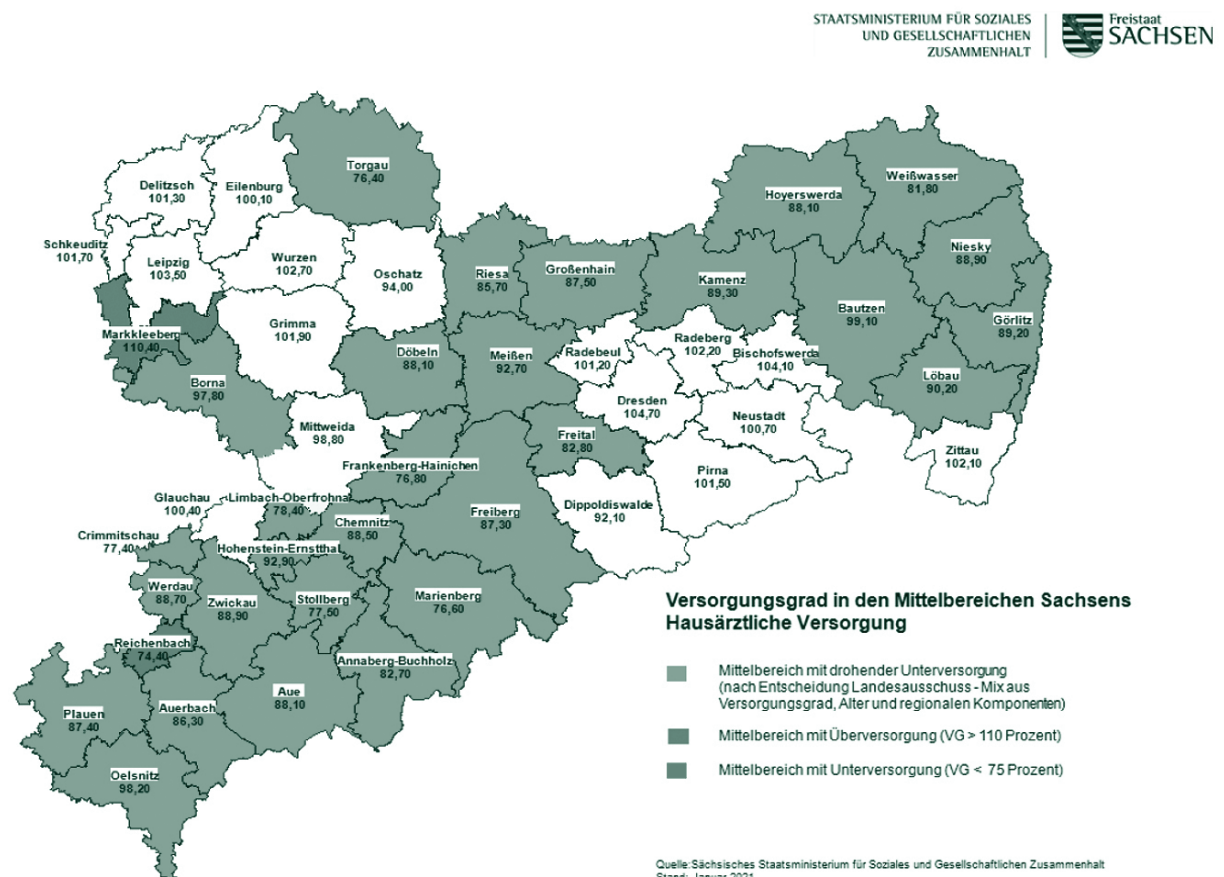 STAATSMINISTERIUM FÜR SOZIALES
UND GESELLSCHAFTLICHEN
ZUSAMMENHALT
Freistaat
SACHSEN
Torgau
76,40
Delitzsch
101,30
Eilenburg
100,10
Hoyerswerda
88,10
Weißwasser
81,80
Schkeuditz
101,70
Leipzig
103,50
Wurzen
102,70
Oschatz
94,00
Riesa
85,70
Großenhain
87,50
Kamenz
89,30
Niesky
88,90
Bautzen
99,10
Görlitz
89,20
Markkleeberg
110,40
Grimma
101,90
Döbeln
88,10
Meißen
92,70
Radebeul
101,20
Radeberg
102,20
Bischofswerda
104,10
Löbau
90,20
Borna
97,80
Dresden
104,70
Neustadt
100,70
Mittweida
98,80
Freital
82,80
Zittau
102,10
Frankenberg-Hainichen
76,80
Pirna
101,50
Glauchau
100,40
Limbach-Oberfrohna
78,40
Freiberg
87,30
Dippoldiswalde
92,10
Chemnitz
88,50
Crimmitschau
77,40
Hohenstein-Ernstthal
92,90
Werdau
88,70
Zwickau
88,90
Stollberg
77,50
Marienberg
76,60
Reichenbach
74,40
Annaberg-Buchholz
82,70
Aue
88,10
Plauen
87,40
Auerbach
86,30
Oelsnitz
98,20
Versorgungsgrad in den Mittelbereichen Sachsens
Hausärztliche Versorgung
Mittelbereich mit drohender Unterversorgung
(nach Entscheidung Landesausschuss - Mix aus
Versorgungsgrad, Alter und regionalen Komponenten)
Mittelbereich mit Überversorgung (VG > 110 Prozent)
Mittelbereich mit Unterversorgung (VG < 75 Prozent)
Quelle: Sächsisches Staatsministerium für Soziales und Gesellschaftlichen Zusammenhalt
Stand: Januar 2021